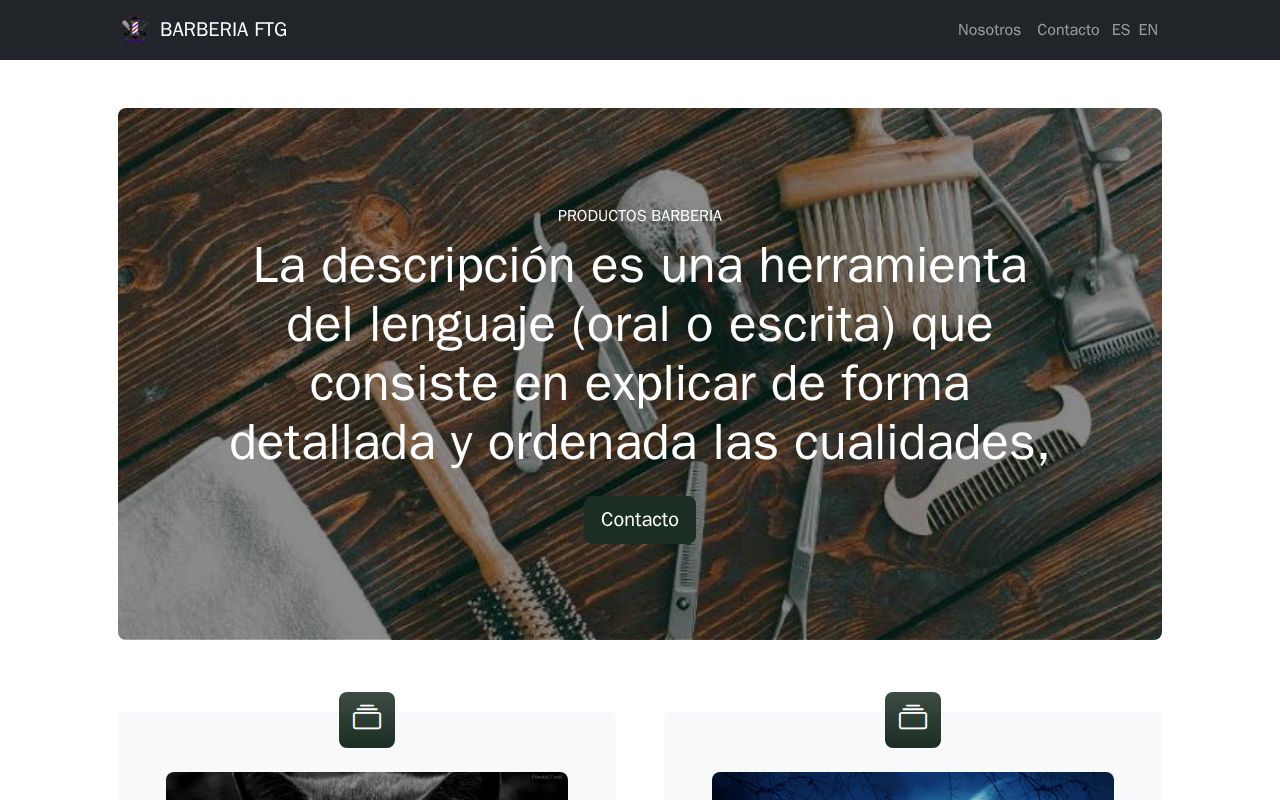 BARBERIA FTG
Nosotros Contacto ES EN
PRODUCTOS BARBERIA
La descripción es una herramienta
del lenguaje (oral o escrita) que
consiste en explicar de forma
detallada y ordenada las cualidades,
Contacto